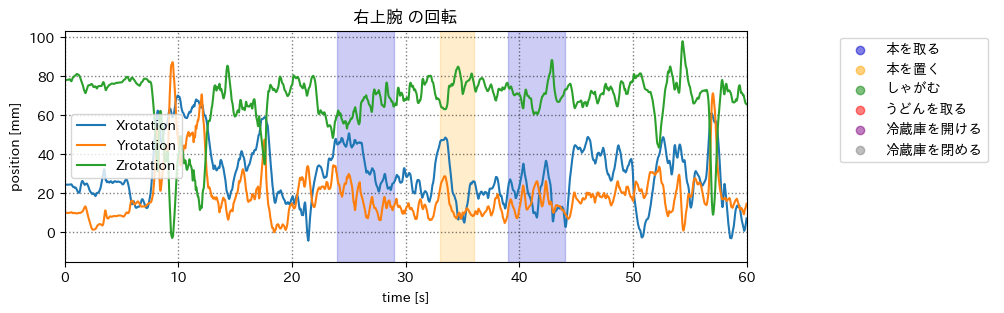 右上腕 の回転
position [mm]
100
80
60
40
20
0
Xrotation
Yrotation
Zrotation
0
10
20
30
40
50
60
time [s]
本を取る
本を置く
しゃがむ
うどんを取る
冷蔵庫を開ける
冷蔵庫を閉める